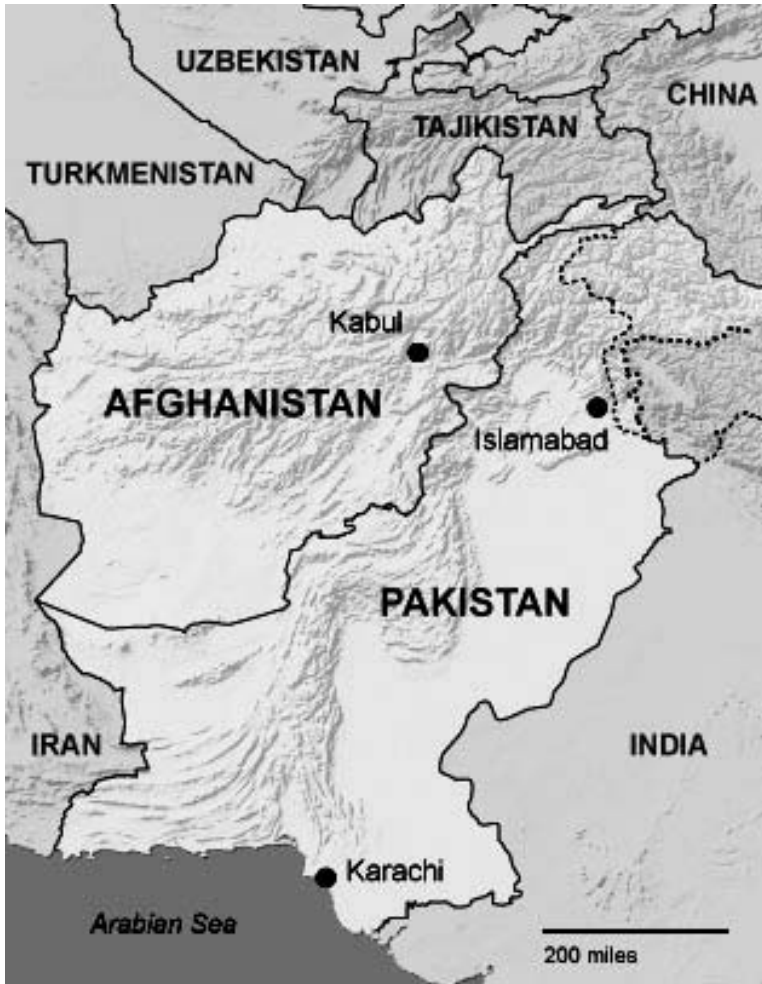 UZBEKISTAN
CHINA
TAJIKISTAN
TURKMENISTAN
Kabul
AFGHANISTAN
Islamabad
PAKISTAN
IRAN
INDIA
Karachi
Arabian Sea
200 miles